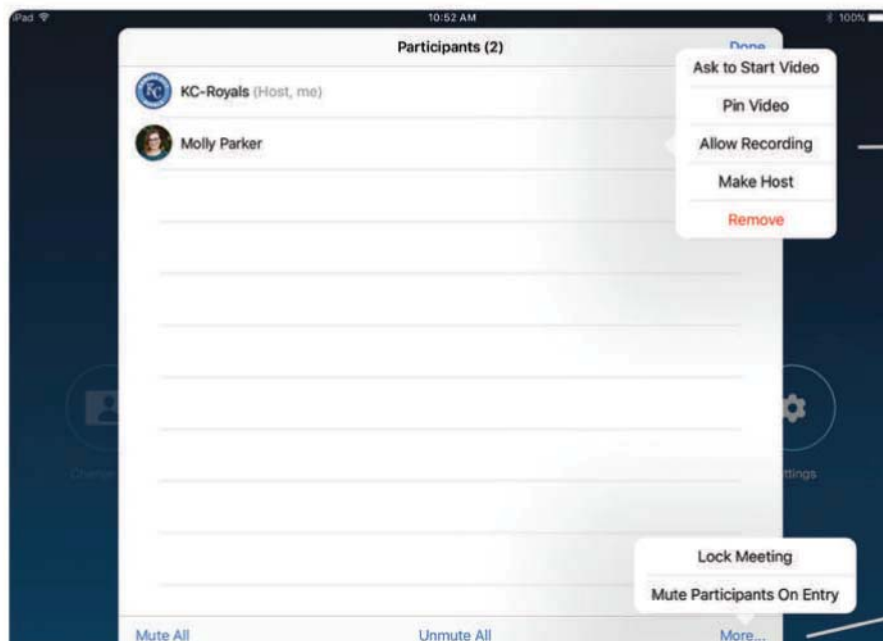 iPad 10:52 AM 100%
Participants (2) Done
KC-Royals (Host, me)
Molly Parker
Ask to Start Video
Pin Video
Allow Recording
Make Host
Remove
ttings
Lock Meeting
Mute Participants On Entry
Mute All Unmute All More...